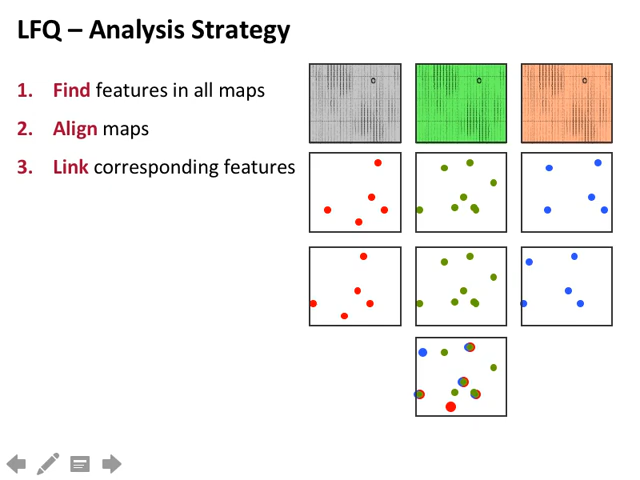 LFQ – Analysis Strategy
1. Find features in all maps
2. Align maps
3. Link corresponding features